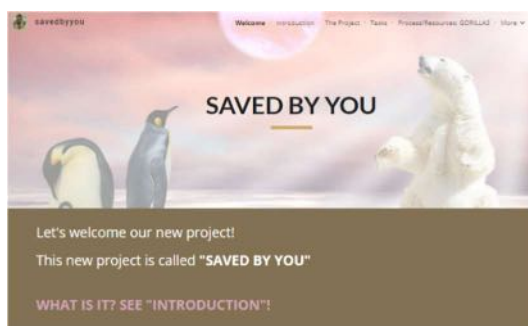 savedbyyou
Welcome Introduction The Project Tasks Process/Resources: GORILLAS More
SAVED BY YOU
Let's welcome our new project!
This new project is called "SAVED BY YOU"
WHAT IS IT? SEE "INTRODUCTION"!